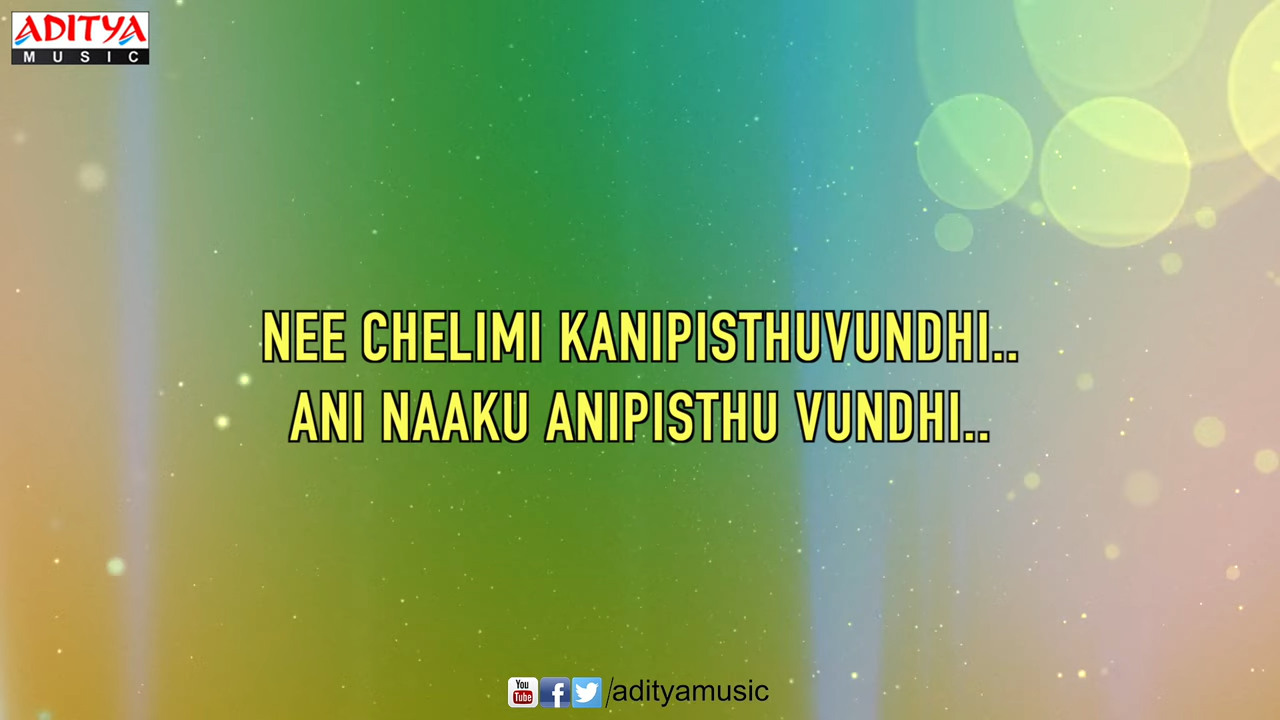 ADITYA
MUSIC
NEE CHELIMI KANIPISTHUVUNDHI..
ANI NAAKU ANIPISTHU VUNDHI..
You Tube f /adityamusic